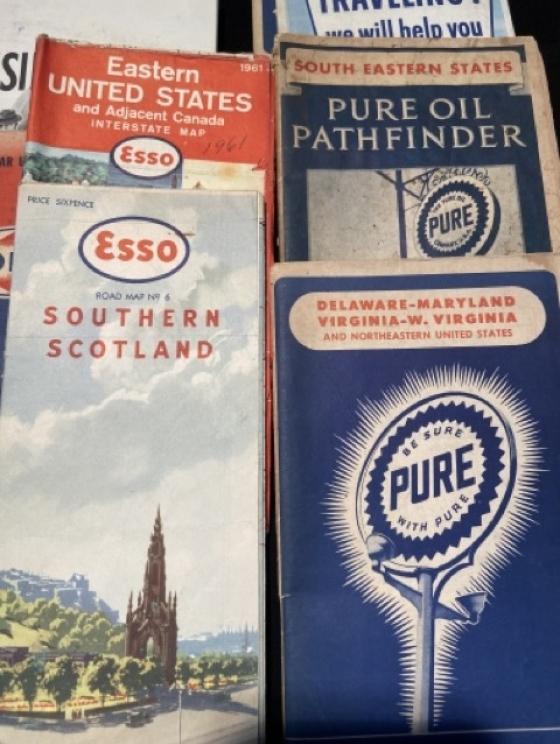 TRAVELING?
we will help you
SI
Eastern
1961
UNITED STATES
and Adjacent Canada
INTERSTATE MAP
1961
Esso
SOUTH EASTERN STATES
PURE OIL
PATHFINDER
PURE
PRICE SIXPENCE
Esso
ROAD MAP Nº 6
SOUTHERN
SCOTLAND
DELAWARE-MARYLAND
VIRGINIA-W. VIRGINIA
AND NORTHEASTERN UNITED STATES
BE SURE
PURE
WITH PURE